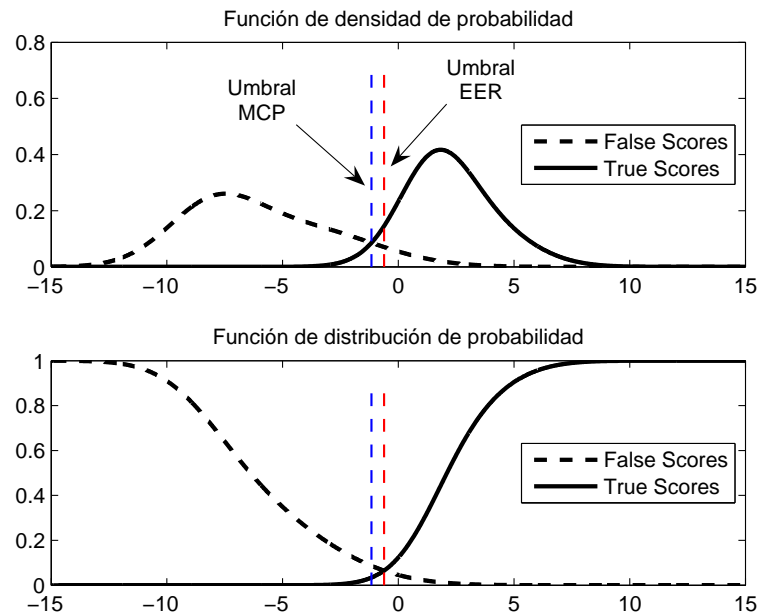 Función de densidad de probabilidad
0.8
0.6
0.4
0.2
0
Umbral
MCP
Umbral
EER
False Scores
True Scores
−15 −10 −5 0 5 10 15
Función de distribución de probabilidad
1
0.8
0.6
0.4
0.2
0
False Scores
True Scores
−15 −10 −5 0 5 10 15